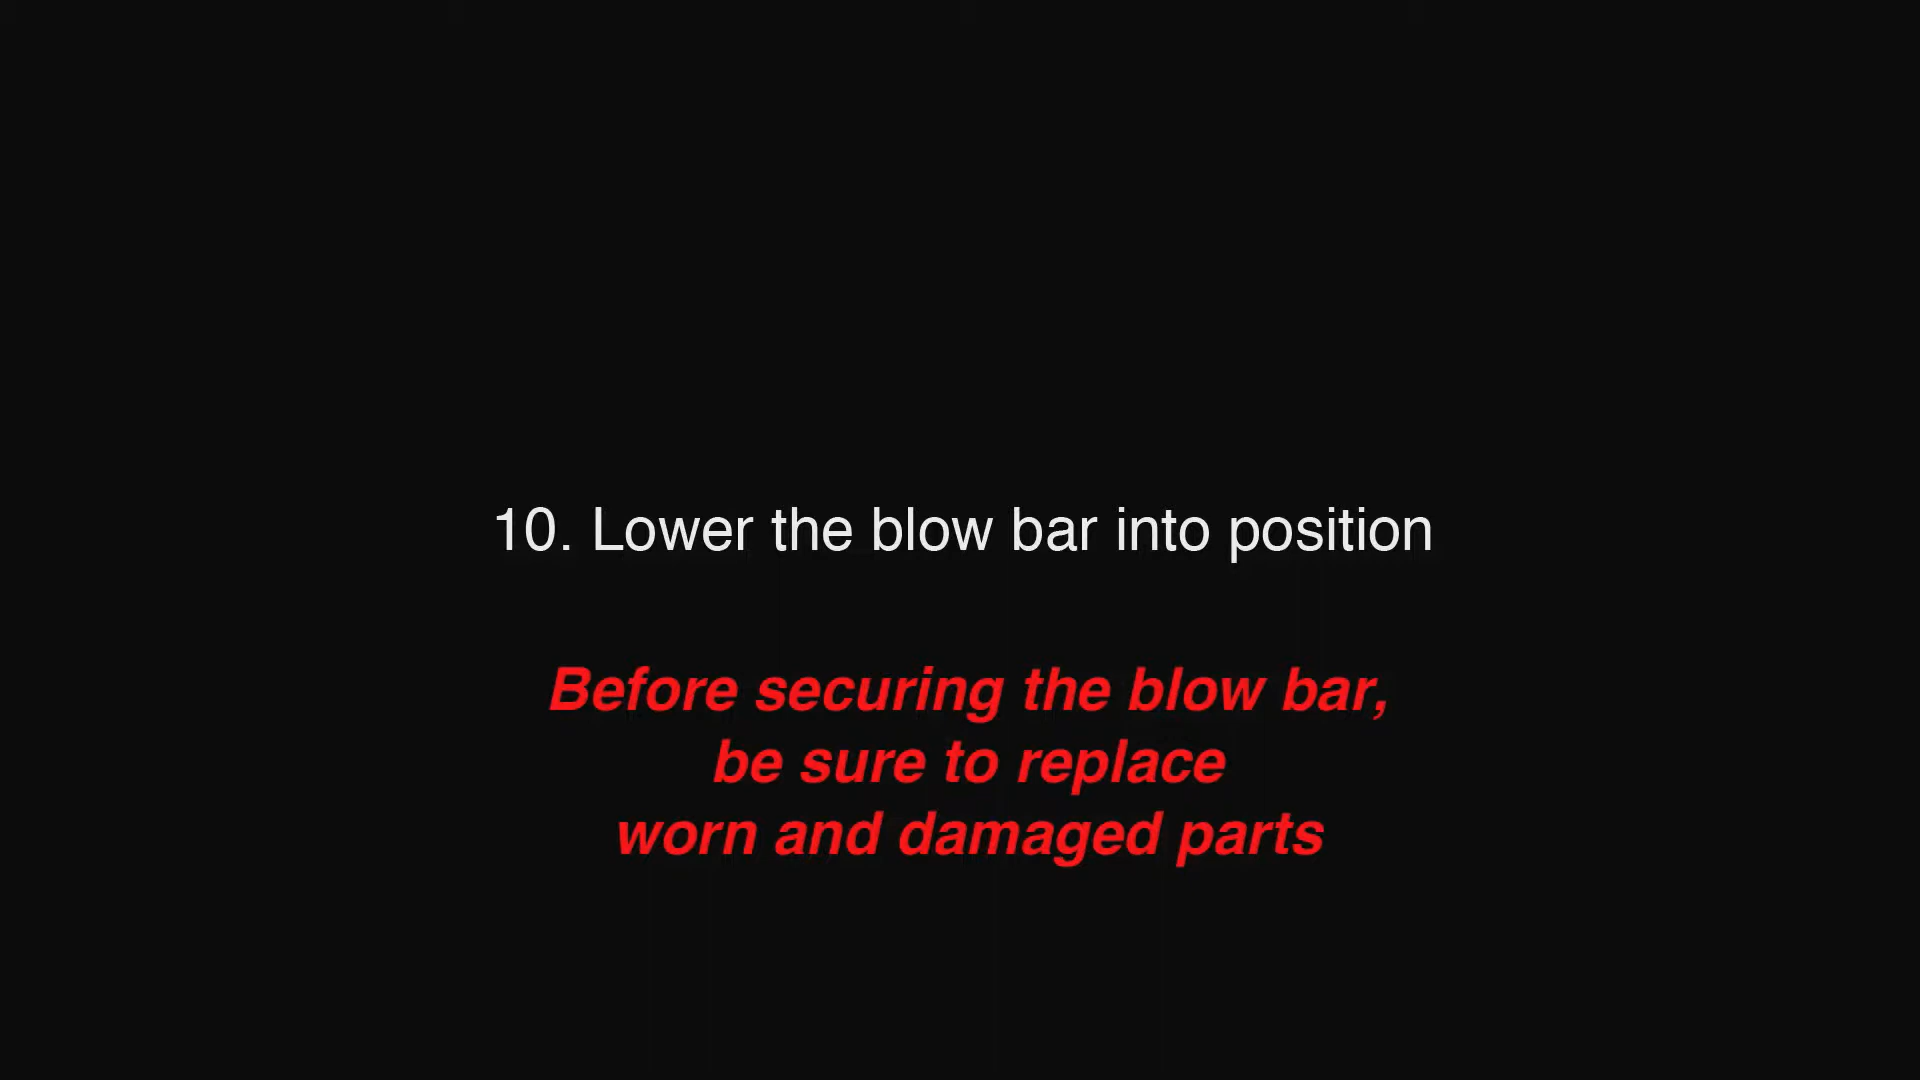 10. Lower the blow bar into position
Before securing the blow bar,
be sure to replace
worn and damaged parts